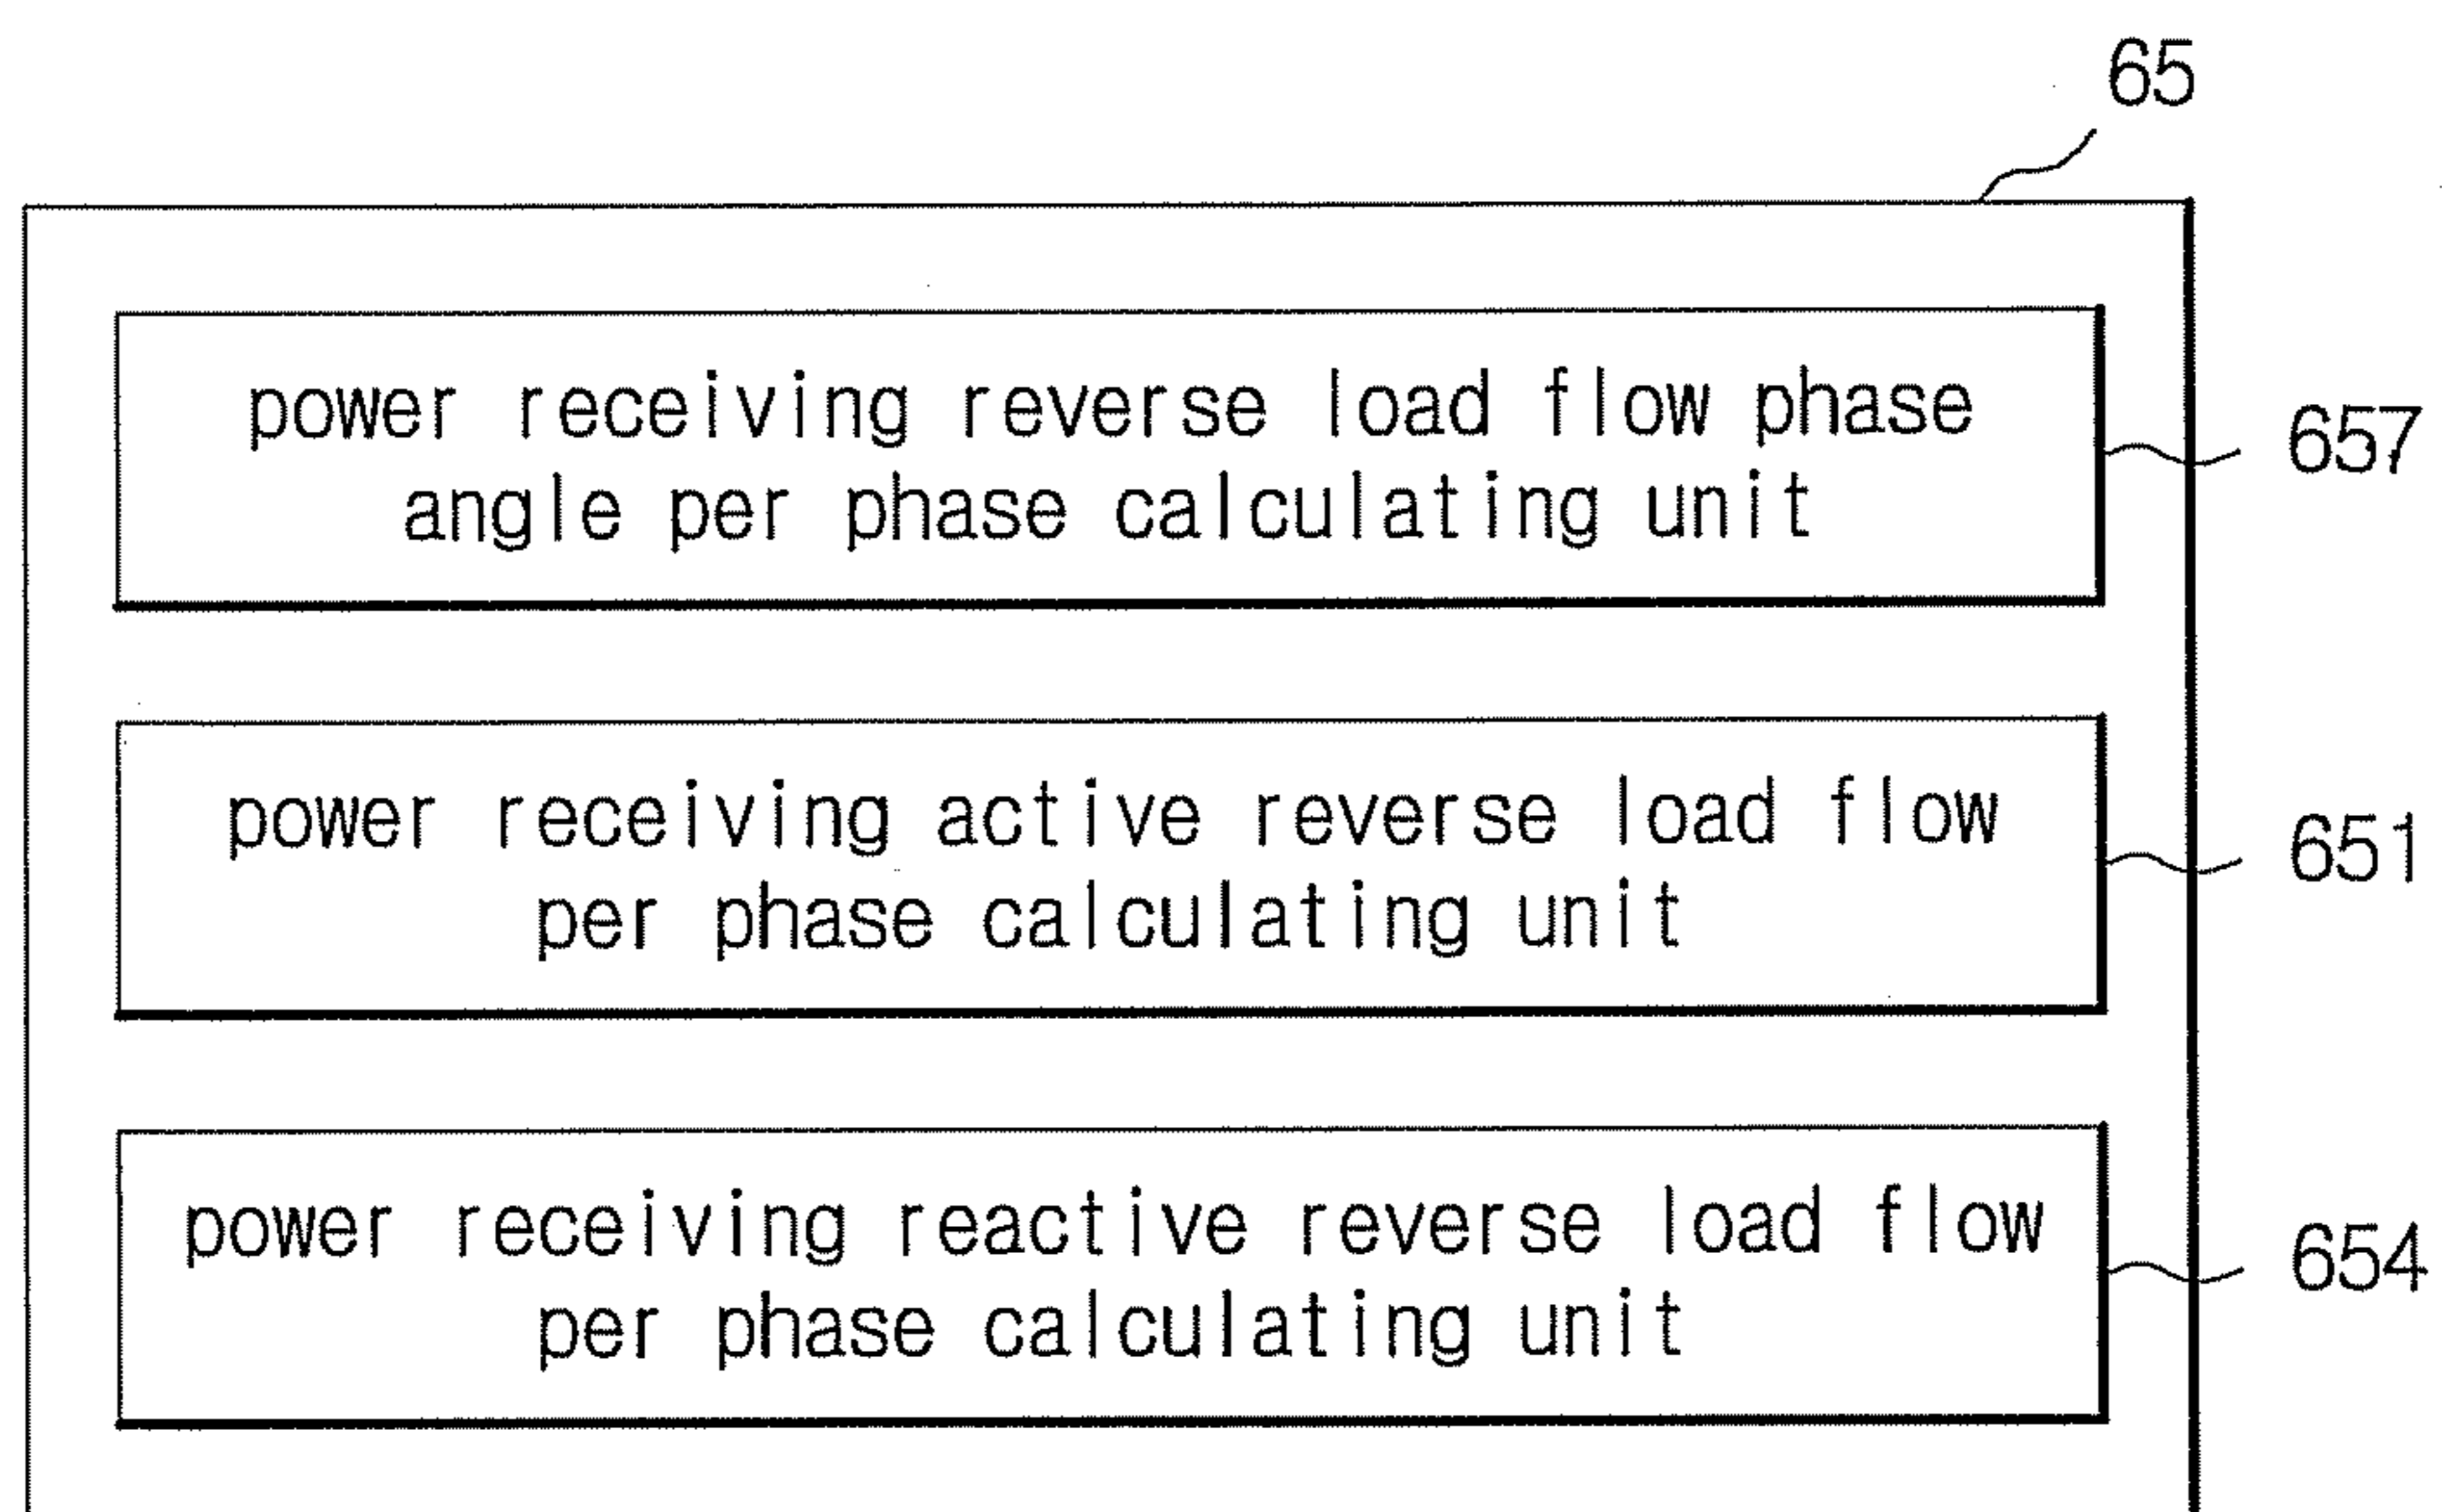 65
power receiving reverse load flow phase
angle per phase calculating unit
657
power receiving active reverse load flow
per phase calculating unit
651
power receiving reactive reverse load flow
per phase calculating unit
654